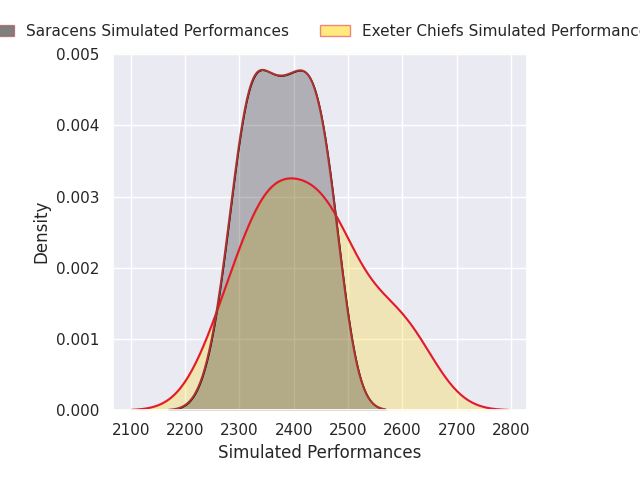 Saracens Simulated Performances Exeter Chiefs Simulated Performanc
0.005
0.004
0.003
0.002
0.001
0.000
Density
2100 2200 2300 2400 2500 2600 2700 2800
Simulated Performances